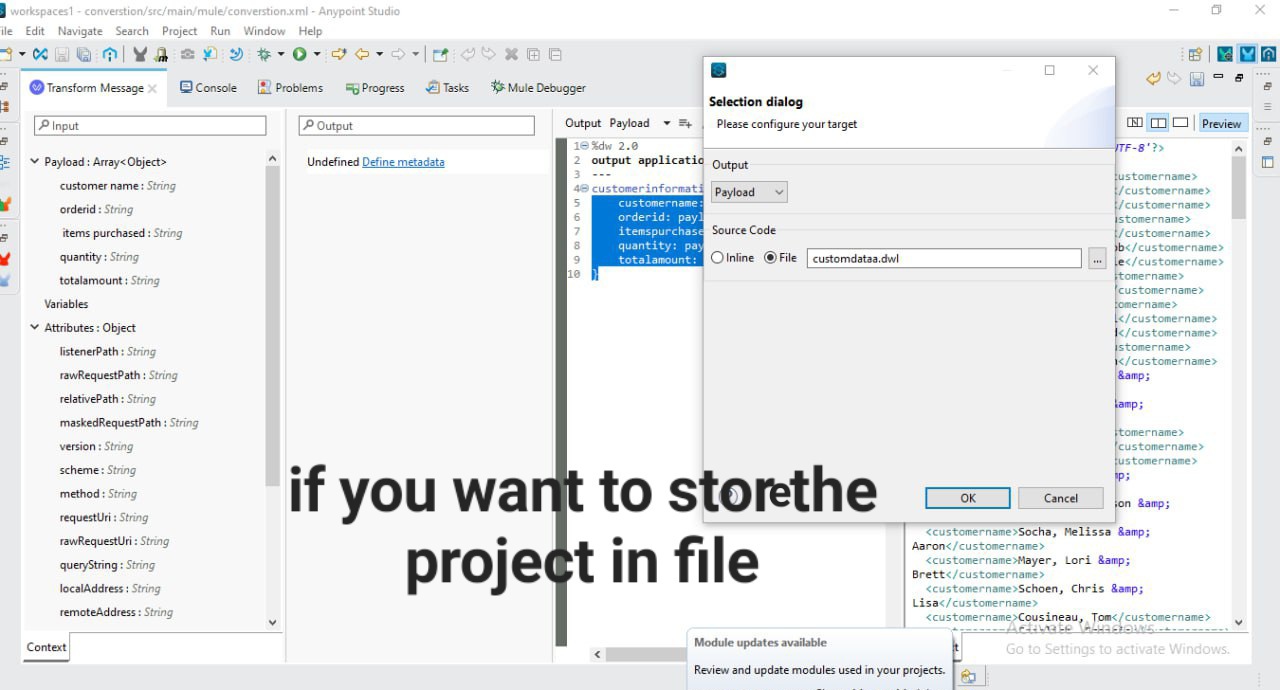 workspaces1 - converstion/src/main/mule/converstion.xml - Anypoint Studio
File Edit Navigate Search Project Run Window Help
Transform Message Console Problems Progress Tasks Mule Debugger
Input
Payload : Array<Object>
customer name : String
orderid : String
items purchased : String
quantity : String
totalamount : String
Variables
Attributes : Object
listenerPath : String
rawRequestPath : String
relativePath : String
maskedRequestPath : String
version : String
scheme : String
method : String
requestUri : String
rawRequestUri : String
queryString : String
localAddress : String
remoteAddress : String
Context
Output
Undefined Define metadata
Output Payload
1 %dw 2.0
2 output applicatio
3 ---
4 customerinformati
5 customername:
6 orderid: payl
7 itemspurchase
8 quantity: pay
9 totalamount:
10 }
Selection dialog
Please configure your target
Output
Payload
Source Code
Inline File customdataa.dwl ...
OK Cancel
Preview
TF-8'?>
customername>
</customername>
</customername>
</customername>
customername>
ob</customername>
le</customername>
stomername>
customername>
stomername>
i</customername>
d</customername>
stomername>
n</customername>
&amp;
&amp;
stomername>
customername>
ustomername>
p;
son &amp;
<customername>Socha, Melissa &amp;
Aaron</customername>
<customername>Mayer, Lori &amp;
Brett</customername>
<customername>Schoen, Chris &amp;
Lisa</customername>
<customername>Cousineau, Tom</customername>
if you want to storethe
project in file
Activate Windows
Go to Settings to activate Windows.
Module updates available
Review and update modules used in your projects.